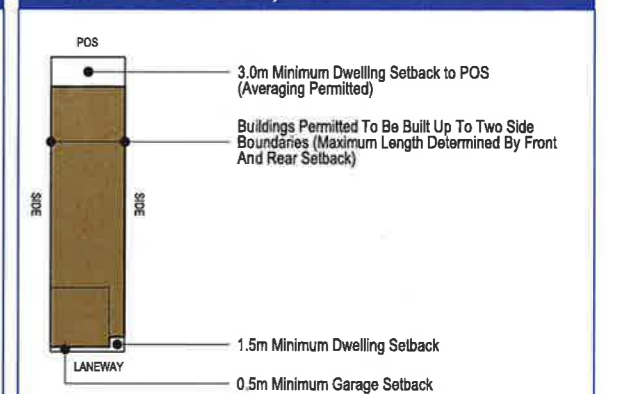 POS
3.0m Minimum Dwelling Setback to POS
(Averaging Permitted)
Buildings Permitted To Be Built Up To Two Side
Boundaries (Maximum Length Determined By Front
And Rear Setback)
SIDE
SIDE
1.5m Minimum Dwelling Setback
LANEWAY
0.5m Minimum Garage Setback